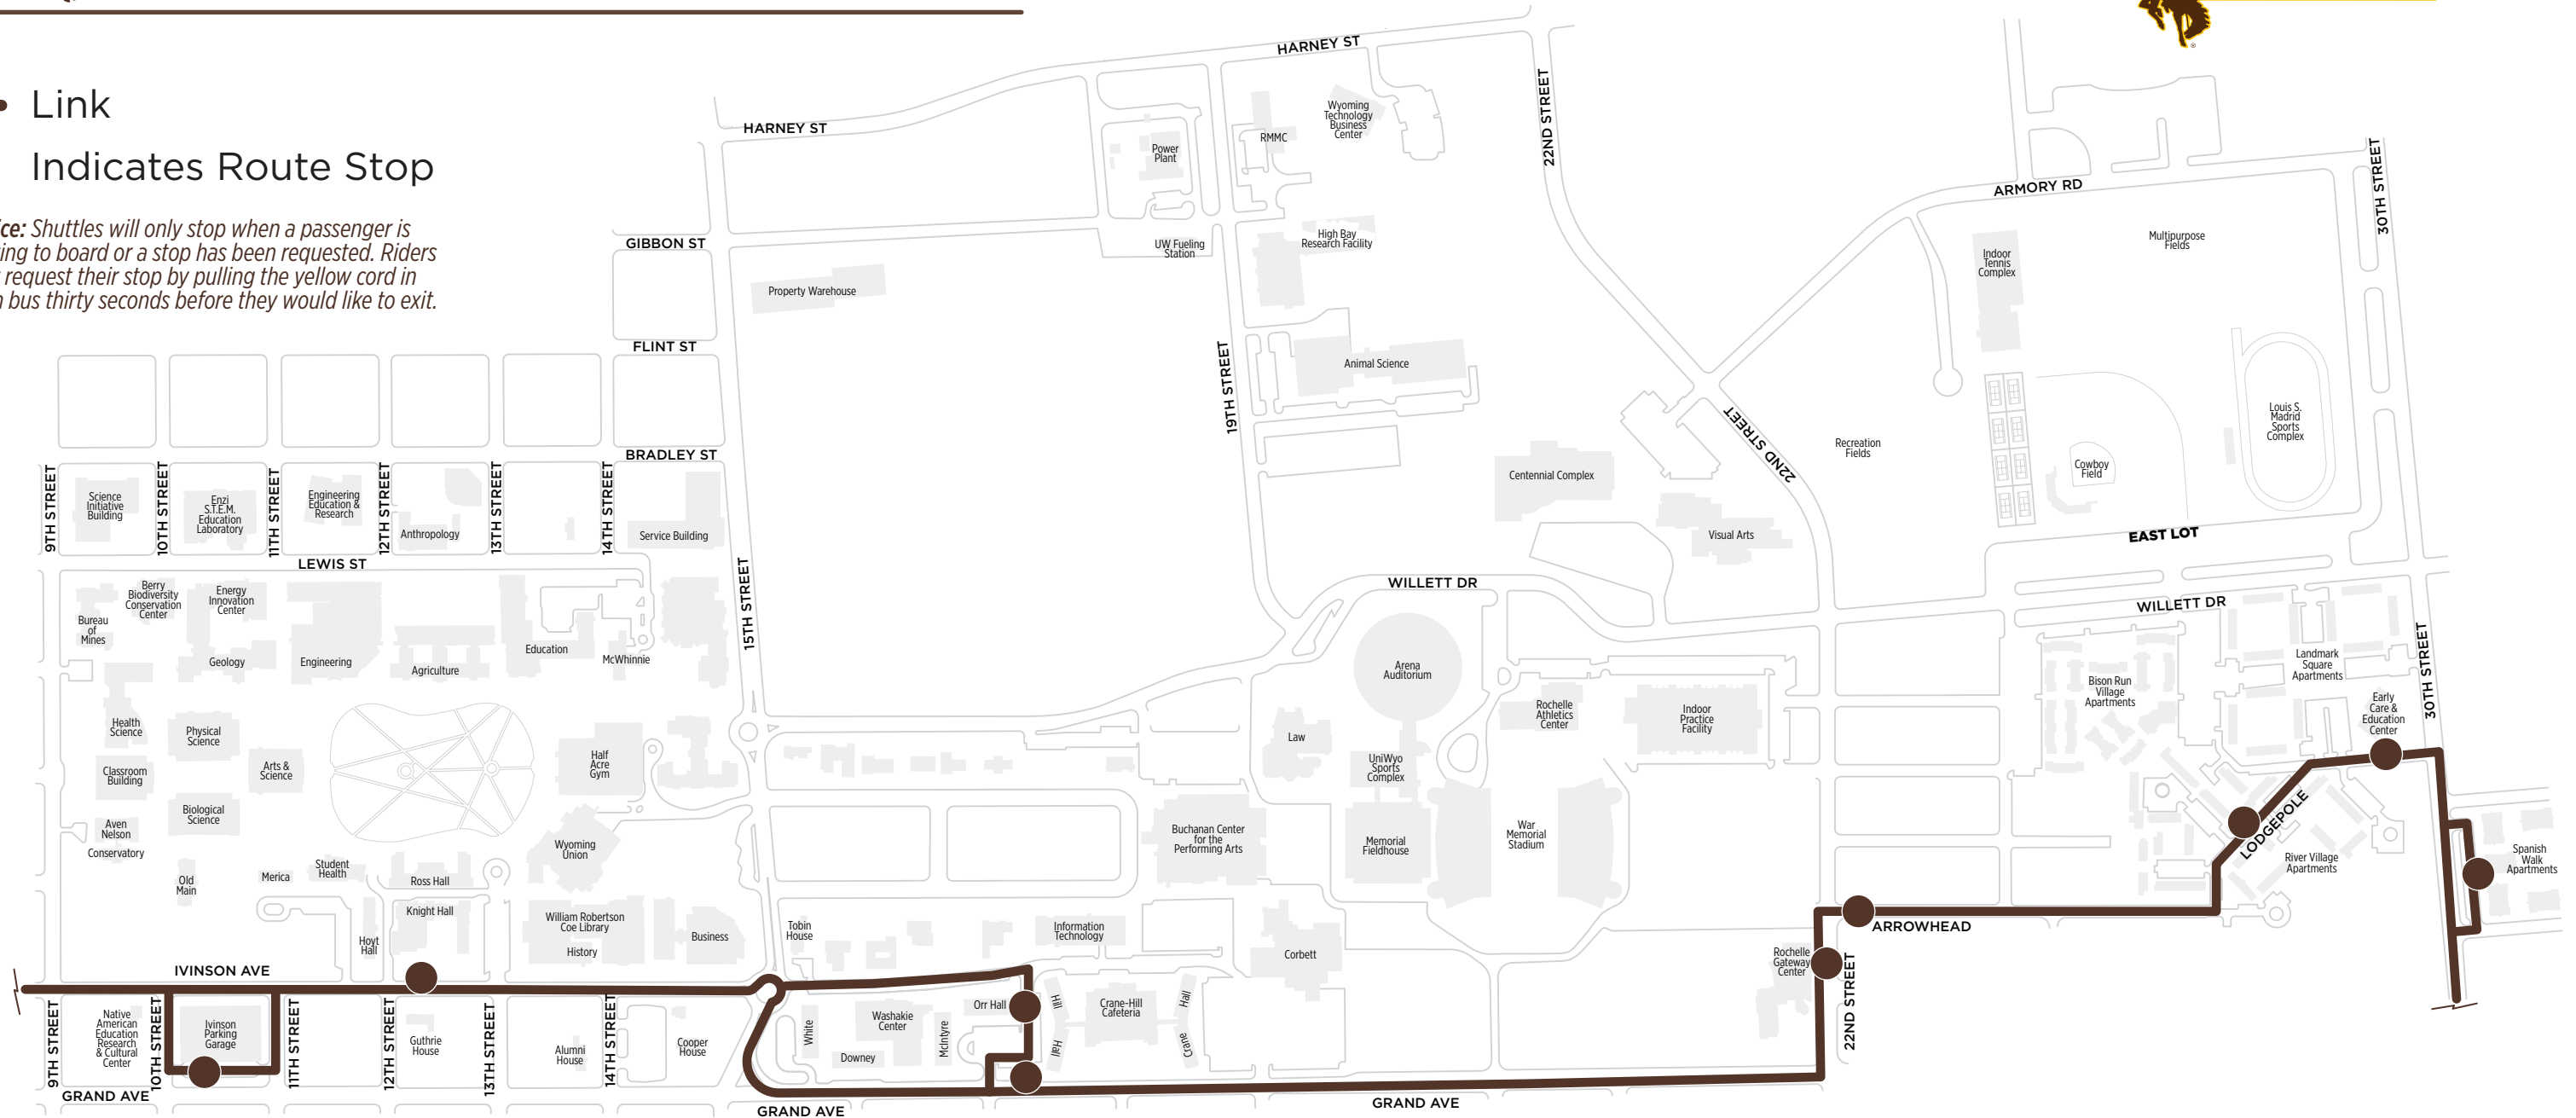 Link
Indicates Route Stop
ice: Shuttles will only stop when a passenger is
ing to board or a stop has been requested. Riders
request their stop by pulling the yellow cord in
bus thirty seconds before they would like to exit.
HARNEY ST
HARNEY ST
22ND STREET
Wyoming
Technology
Business
Center
RMMC
Power
Plant
ARMORY RD
30TH STREET
GIBBON ST
UW Fueling
Station
High Bay
Research Facility
Multipurpose
Fields
Indoor
Tennis
Complex
Property Warehouse
FLINT ST
19TH STREET
Animal Science
22ND STREET
Recreation
Fields
Louis S.
Madrid
Sports
Complex
Cowboy
Field
BRADLEY ST
9TH STREET
10TH STREET
11TH STREET
12TH STREET
13TH STREET
14TH STREET
Science
Initiative
Building
Enzi
S.T.E.M.
Education
Laboratory
Engineering
Education &
Research
Anthropology
Service Building
Centennial Complex
Visual Arts
EAST LOT
LEWIS ST
15TH STREET
WILLETT DR
WILLETT DR
30TH STREET
Berry
Biodiversity
Conservation
Center
Energy
Innovation
Center
Bureau
of
Mines
Geology
Engineering
Agriculture
Education
McWhinnie
Arena
Auditorium
Landmark
Square
Apartments
Bison Run
Village
Apartments
Early
Care &
Education
Center
Health
Science
Physical
Science
Classroom
Building
Arts &
Science
Half
Acre
Gym
Law
UniWyo
Sports
Complex
Rochelle
Athletics
Center
Indoor
Practice
Facility
Biological
Science
Aven
Nelson
Conservatory
Old
Main
Merica
Student
Health
Ross Hall
Wyoming
Union
Buchanan Center
for the
Performing Arts
Memorial
Fieldhouse
War
Memorial
Stadium
LODGEPOLE
River Village
Apartments
Spanish
Walk
Apartments
Knight Hall
Hoyt
Hall
William Robertson
Coe Library
History
Business
Tobin
House
Information
Technology
Corbett
ARROWHEAD
Rochelle
Gateway
Center
22ND STREET
IVINSON AVE
9TH STREET
10TH STREET
11TH STREET
12TH STREET
13TH STREET
14TH STREET
Native
American
Education
Research
& Cultural
Center
Ivinson
Parking
Garage
Guthrie
House
Alumni
House
Cooper
House
White
Washakie
Center
Downey
McIntyre
Orr Hall
Hill
Hall
Crane-Hill
Cafeteria
Hall
Crane
GRAND AVE
GRAND AVE
GRAND AVE